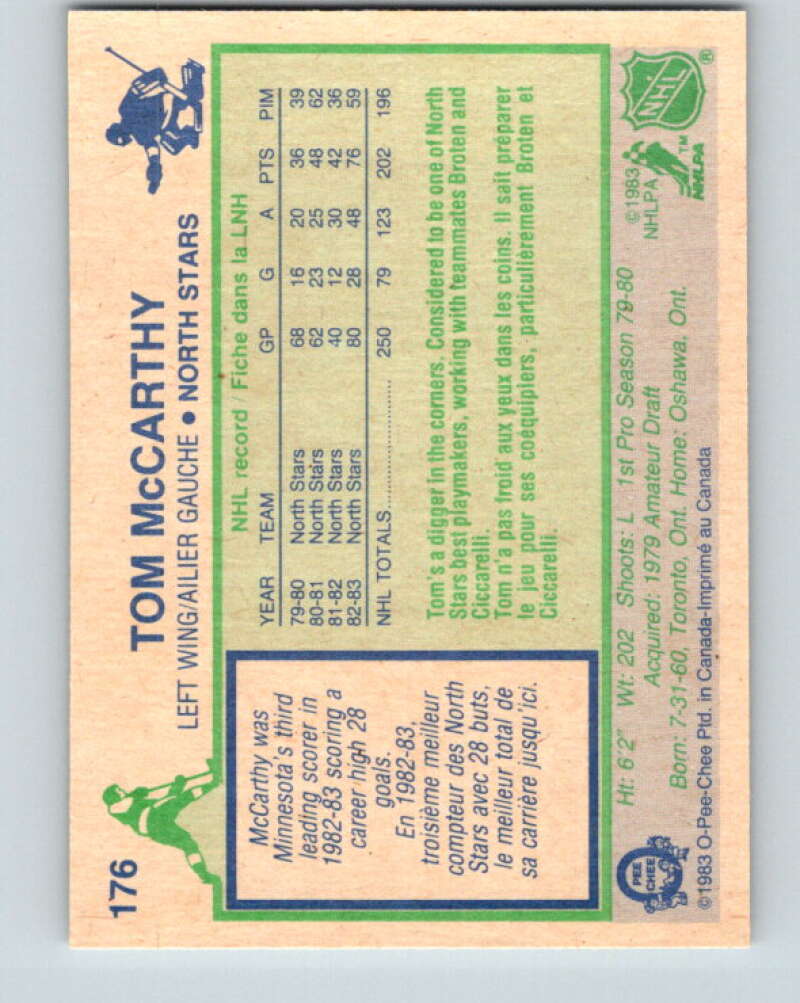 176
TOM McCARTHY
LEFT WING/AILIER GAUCHE • NORTH STARS
McCarthy was
Minnesota's third
leading scorer in
1982-83 scoring a
career high 28
goals.
En 1982-83,
troisième meilleur
compteur des North
Stars avec 28 buts,
le meilleur total de
sa carrière jusqu'ici.
NHL record / Fiche dans la LNH
YEAR TEAM GP G A PTS PIM
79-80 North Stars 68 16 20 36 39
80-81 North Stars 62 23 25 48 62
81-82 North Stars 40 12 30 42 36
82-83 North Stars 80 28 48 76 59
NHL TOTALS.................... 250 79 123 202 196
Tom's a digger in the corners. Considered to be one of North
Stars best playmakers, working with teammates Broten and
Ciccarelli.
Tom n'a pas froid aux yeux dans les coins. Il sait préparer
le jeu pour ses coéquipiers, particulièrement Broten et
Ciccarelli.
Ht: 6'2" Wt: 202 Shoots: L 1st Pro Season 79-80
Acquired: 1979 Amateur Draft
Born: 7-31-60, Toronto, Ont. Home: Oshawa, Ont.
©1983 O-Pee-Chee Ptd. in Canada-Imprimé au Canada
O
PEE
CHEE
©1983
NHLPA
NHL
®
NHLPA
™